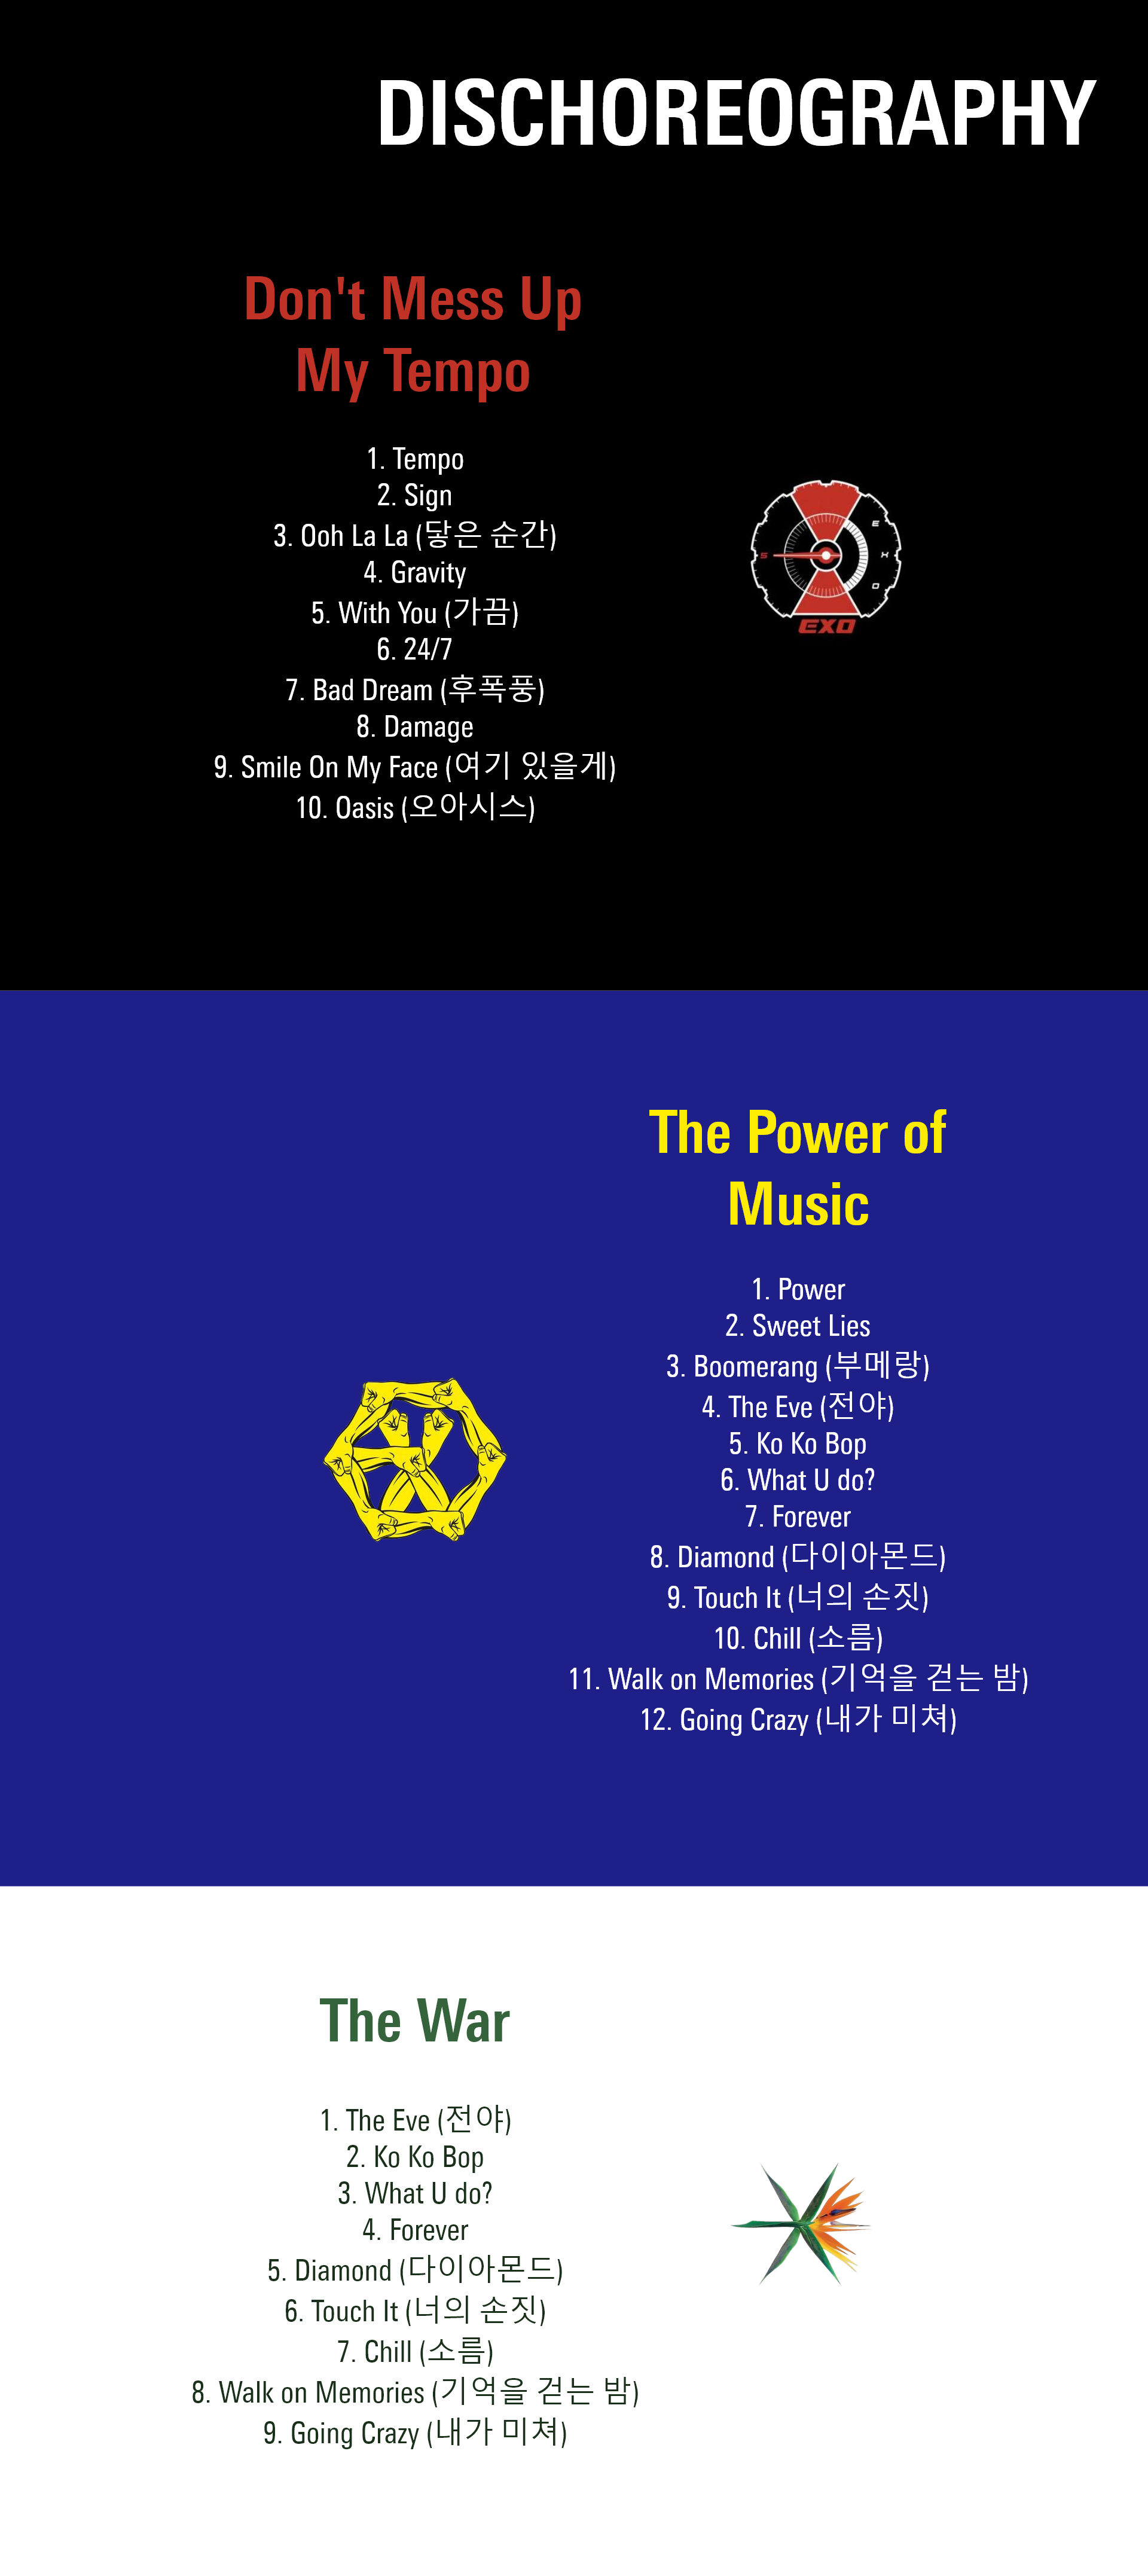 DISCHOREOGRAPHY
Don't Mess Up
My Tempo
1. Tempo
2. Sign
3. Ooh La La (닿은 순간)
4. Gravity
5. With You (가끔)
6. 24/7
7. Bad Dream (후폭풍)
8. Damage
9. Smile On My Face (여기 있을게)
10. Oasis (오아시스)
S
E
X
O
EXO
The Power of
Music
1. Power
2. Sweet Lies
3. Boomerang (부메랑)
4. The Eve (전야)
5. Ko Ko Bop
6. What U do?
7. Forever
8. Diamond (다이아몬드)
9. Touch It (너의 손짓)
10. Chill (소름)
11. Walk on Memories (기억을 걷는 밤)
12. Going Crazy (내가 미쳐)
The War
1. The Eve (전야)
2. Ko Ko Bop
3. What U do?
4. Forever
5. Diamond (다이아몬드)
6. Touch It (너의 손짓)
7. Chill (소름)
8. Walk on Memories (기억을 걷는 밤)
9. Going Crazy (내가 미쳐)